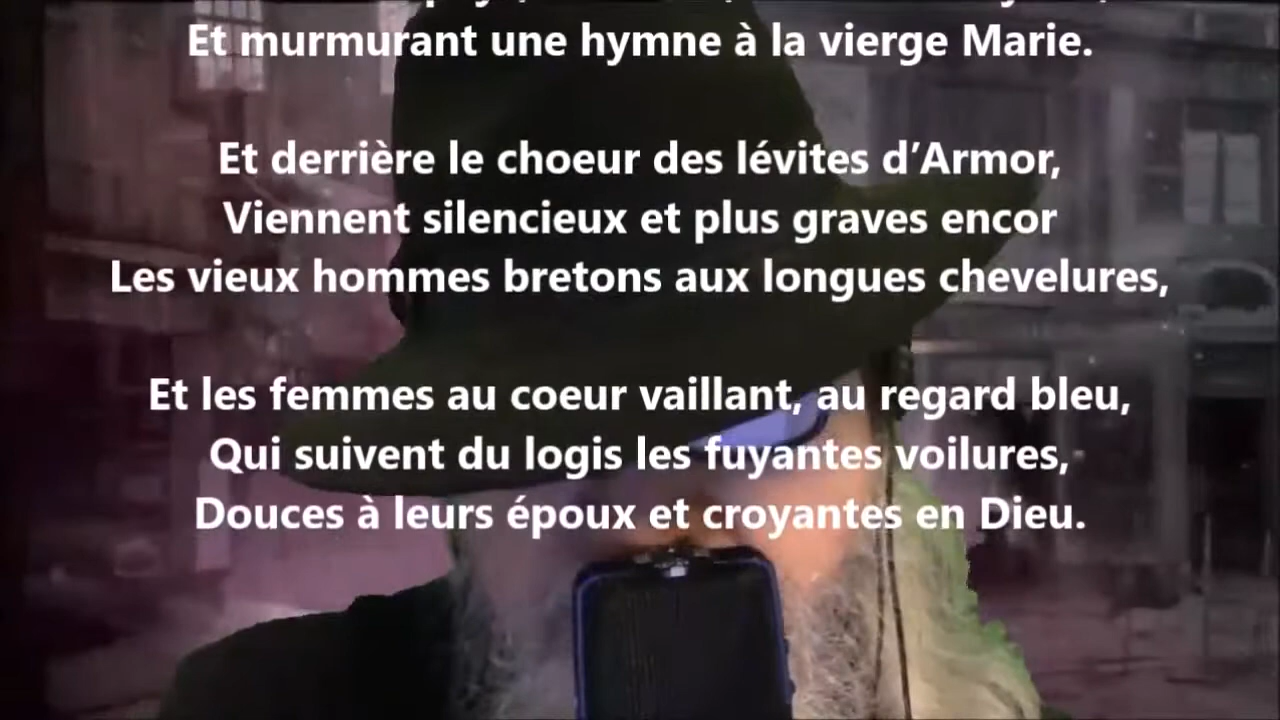 Et murmurant une hymne à la vierge Marie.
Et derrière le choeur des lévites d’Armor,
Viennent silencieux et plus graves encor
Les vieux hommes bretons aux longues chevelures,
Et les femmes au coeur vaillant, au regard bleu,
Qui suivent du logis les fuyantes voilures,
Douces à leurs époux et croyantes en Dieu.